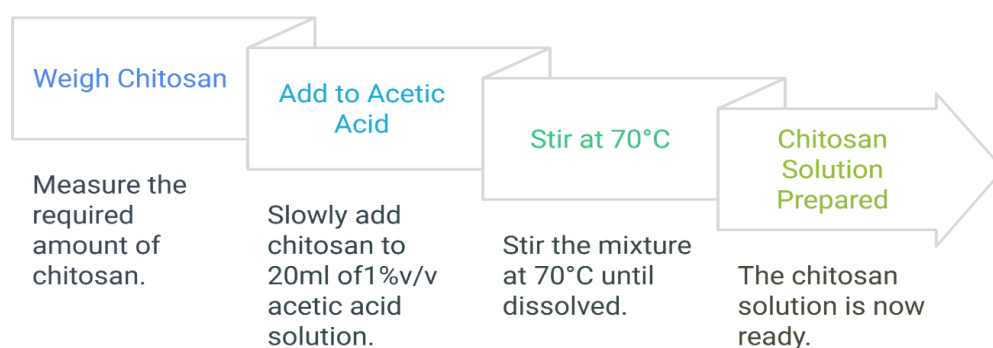 Weigh Chitosan
Measure the
required
amount of
chitosan.
Add to Acetic
Acid
Slowly add
chitosan to
20ml of1%v/v
acetic acid
solution.
Stir at 70°C
Stir the mixture
at 70°C until
dissolved.
Chitosan
Solution
Prepared
The chitosan
solution is now
ready.